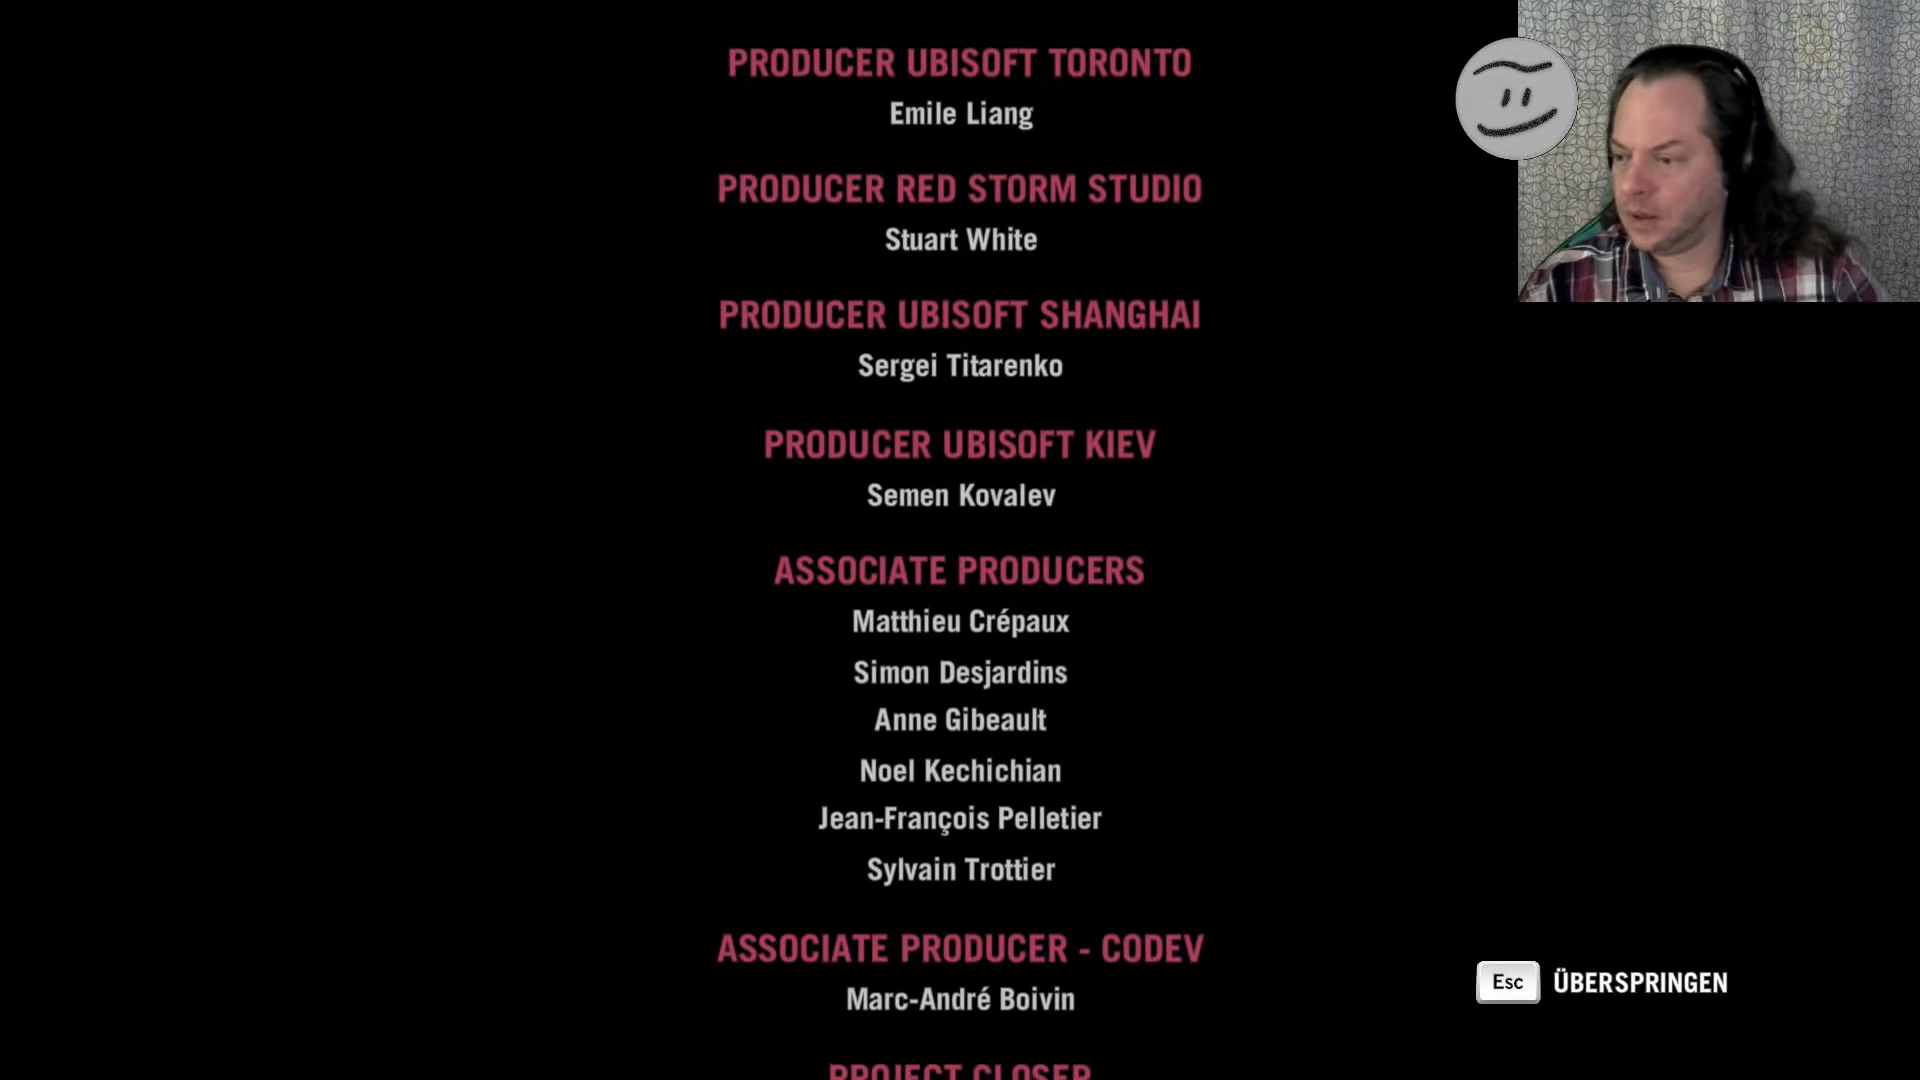 PRODUCER UBISOFT TORONTO
Emile Liang
PRODUCER RED STORM STUDIO
Stuart White
PRODUCER UBISOFT SHANGHAI
Sergei Titarenko
PRODUCER UBISOFT KIEV
Semen Kovalev
ASSOCIATE PRODUCERS
Matthieu Crépaux
Simon Desjardins
Anne Gibeault
Noel Kechichian
Jean-François Pelletier
Sylvain Trottier
ASSOCIATE PRODUCER - CODEV
Marc-André Boivin
Esc ÜBERSPRINGEN
PROJECT CLOSER